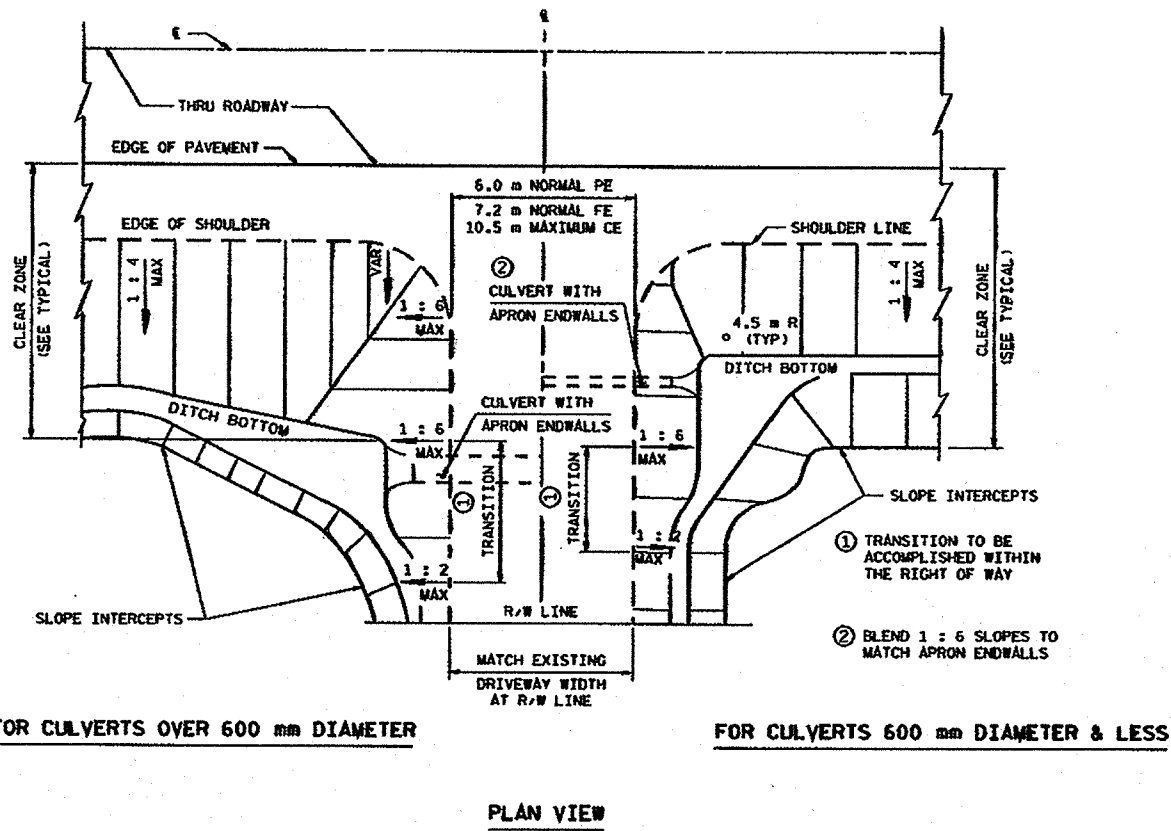 ℄
℄
THRU ROADWAY
EDGE OF PAVEMENT
6.0 m NORMAL PE
7.2 m NORMAL FE
10.5 m MAXIMUM CE
EDGE OF SHOULDER
SHOULDER LINE
CLEAR ZONE
(SEE TYPICAL)
1 : 4
MAX
VAR
1 : 6
MAX
②
CULVERT WITH
APRON ENDWALLS
4.5 m R
(TYP)
1 : 4
MAX
CLEAR ZONE
(SEE TYPICAL)
DITCH BOTTOM
DITCH BOTTOM
CULVERT WITH
APRON ENDWALLS
1 : 6
MAX
1 : 6
MAX
①
TRANSITION
①
TRANSITION
SLOPE INTERCEPTS
1 : 2
MAX
1 : 2
MAX
① TRANSITION TO BE
ACCOMPLISHED WITHIN
THE RIGHT OF WAY
SLOPE INTERCEPTS
R/W LINE
② BLEND 1 : 6 SLOPES TO
MATCH APRON ENDWALLS
MATCH EXISTING
DRIVEWAY WIDTH
AT R/W LINE
FOR CULVERTS OVER 600 mm DIAMETER
FOR CULVERTS 600 mm DIAMETER & LESS
PLAN VIEW